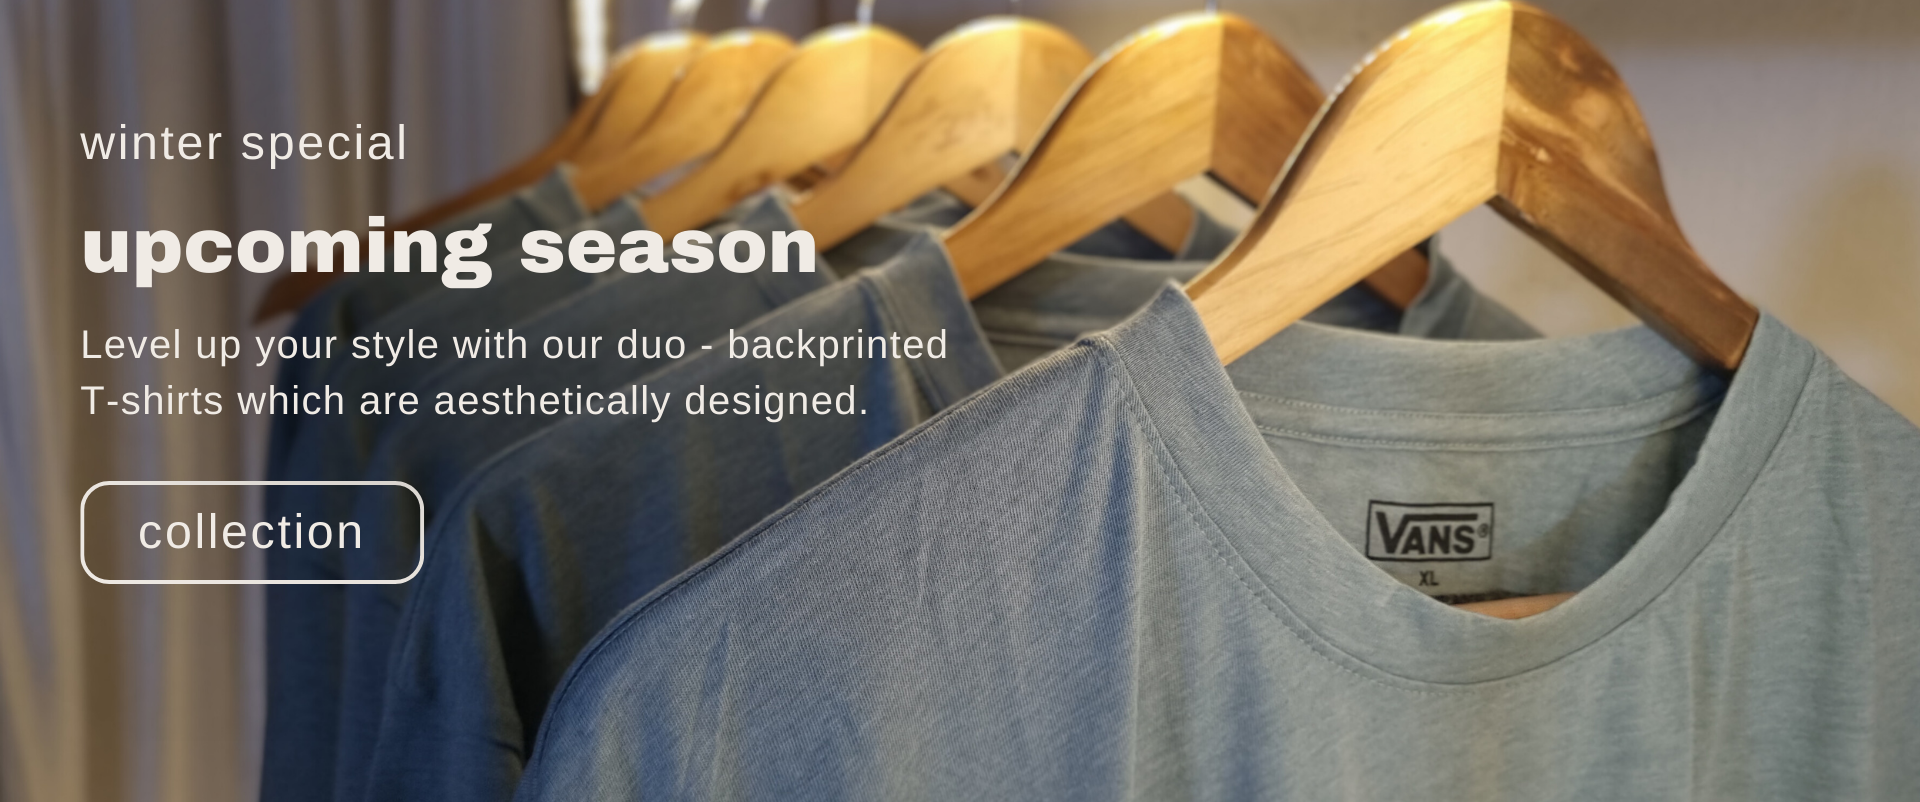 winter special
upcoming season
Level up your style with our duo - backprinted
T-shirts which are aesthetically designed.
collection
VANS®
XL